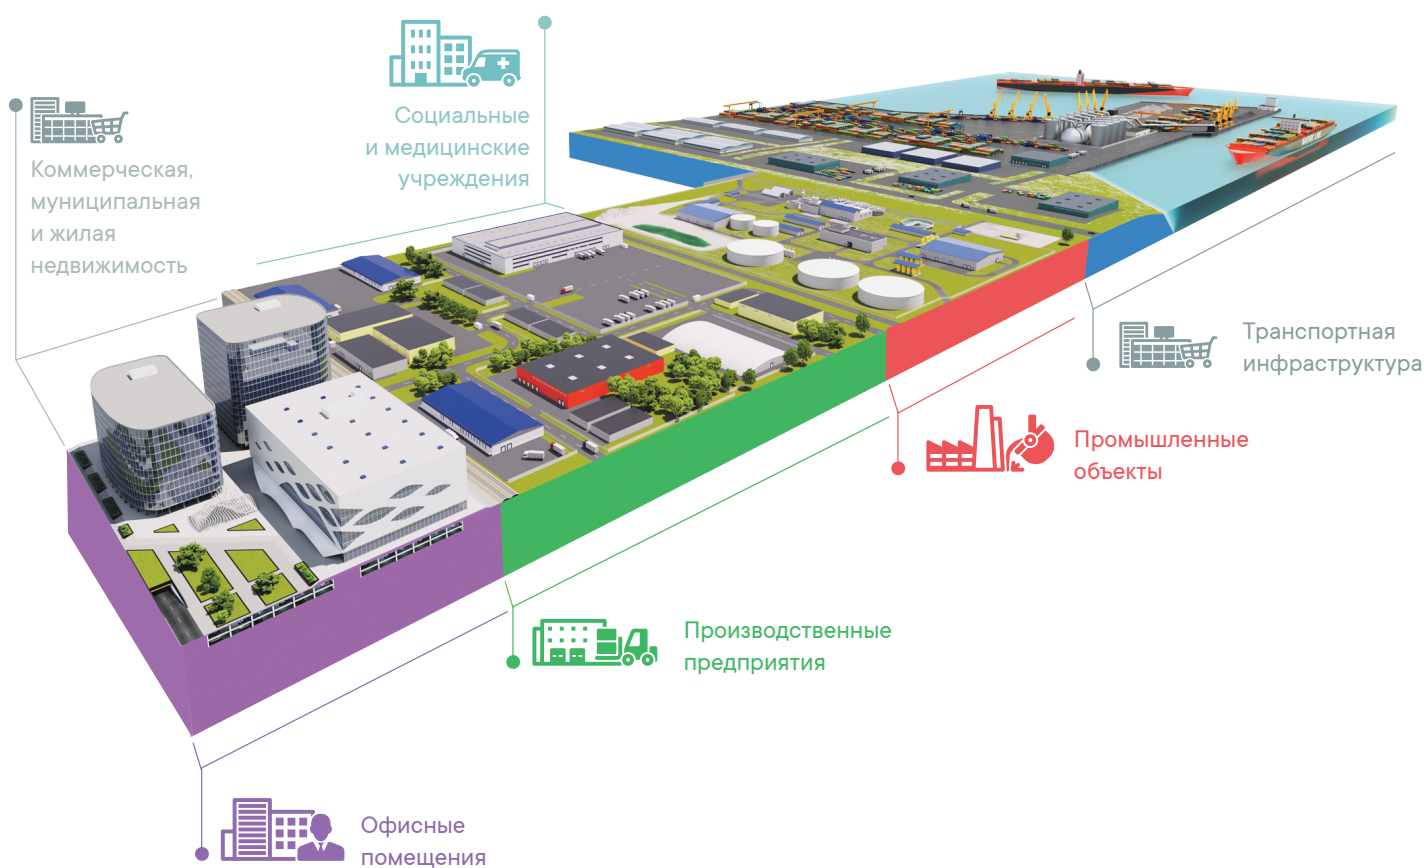 Социальные
и медицинские
учреждения
Коммерческая,
муниципальная
и жилая
недвижимость
Транспортная
инфраструктура
Промышленные
объекты
Производственные
предприятия
Офисные
помещения